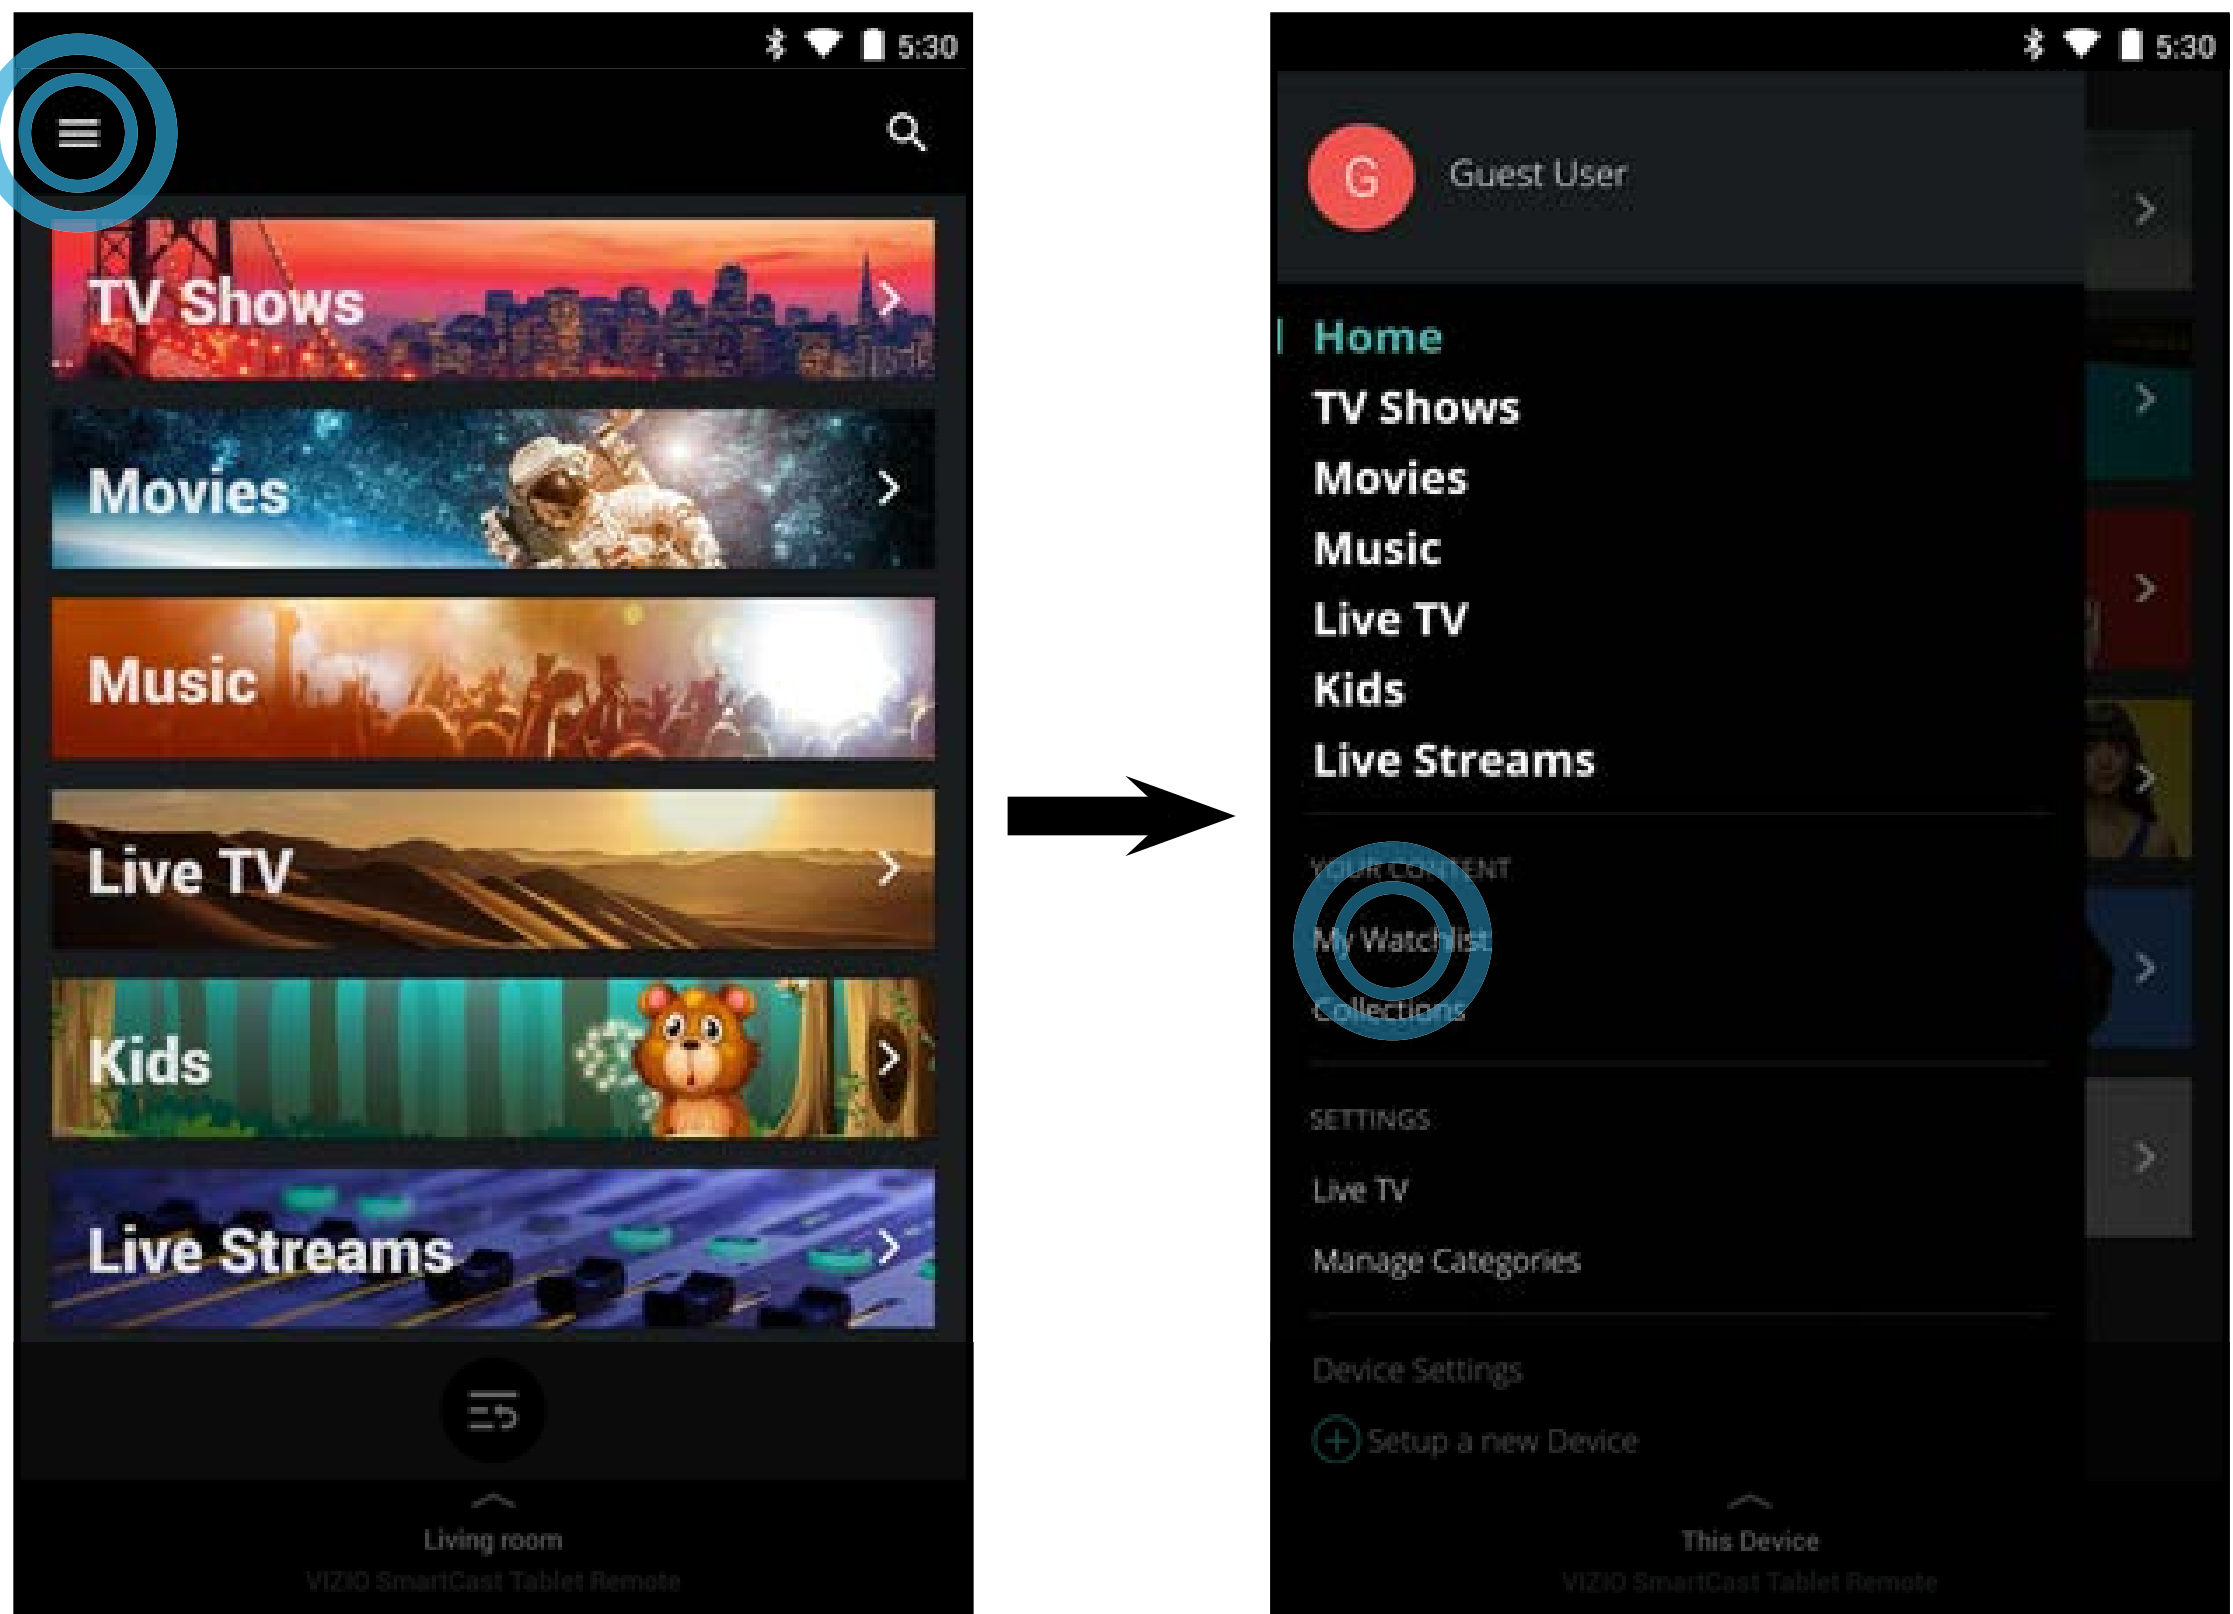 5:30
TV Shows
Movies
Music
Live TV
Kids
Live Streams
Living room
VIZIO SmartCast Tablet Remote
5:30
G
Guest User
Home
TV Shows
Movies
Music
Live TV
Kids
Live Streams
YOUR CONTENT
My Watchlist
Collections
SETTINGS
Live TV
Manage Categories
Device Settings
Setup a new Device
This Device
VIZIO SmartCast Tablet Remote